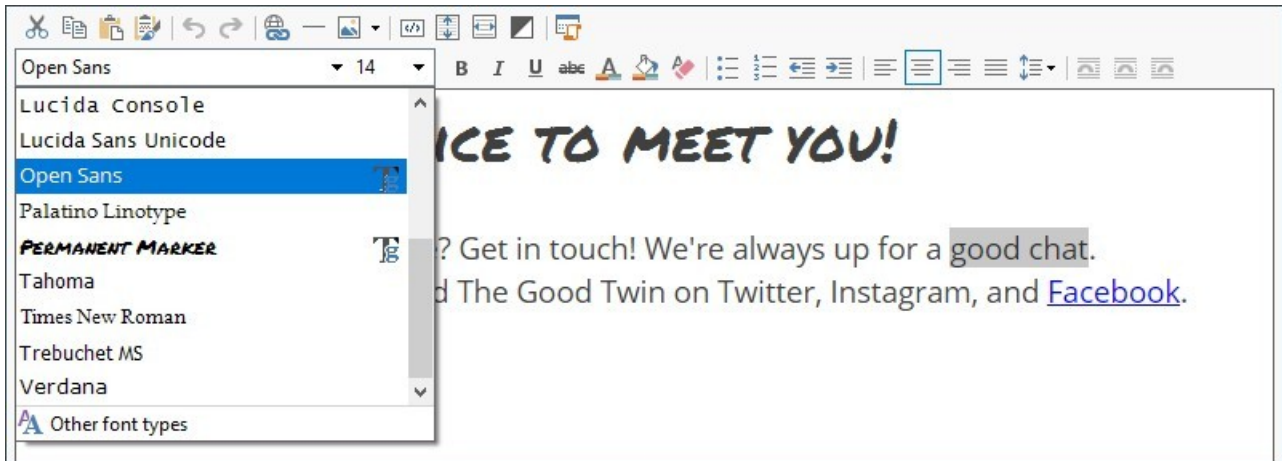 Open Sans 14 B I U abc A
Lucida Console
Lucida Sans Unicode
Open Sans
Palatino Linotype
Permanent Marker
Tahoma
Times New Roman
Trebuchet MS
Verdana
Other font types
ICE TO MEET YOU!
? Get in touch! We're always up for a good chat.
d The Good Twin on Twitter, Instagram, and Facebook.